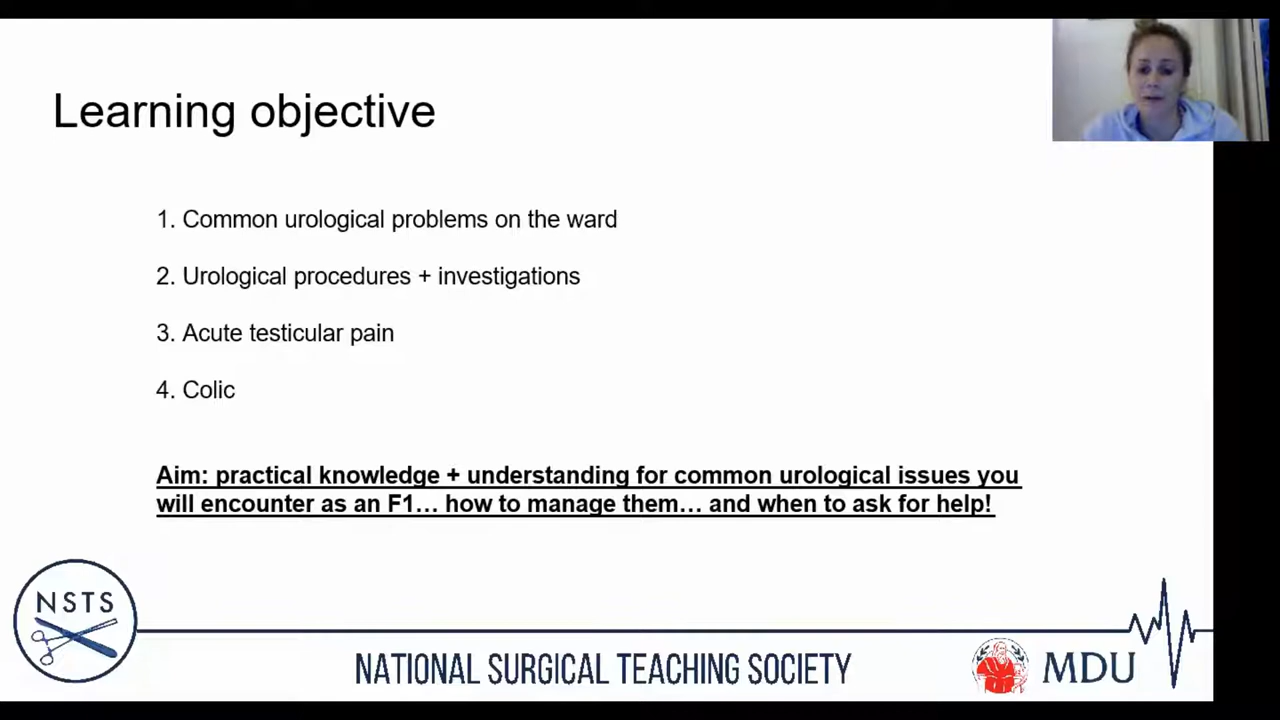 Learning objective
1. Common urological problems on the ward
2. Urological procedures + investigations
3. Acute testicular pain
4. Colic
Aim: practical knowledge + understanding for common urological issues you
will encounter as an F1... how to manage them... and when to ask for help!
NSTS
NATIONAL SURGICAL TEACHING SOCIETY
MDU